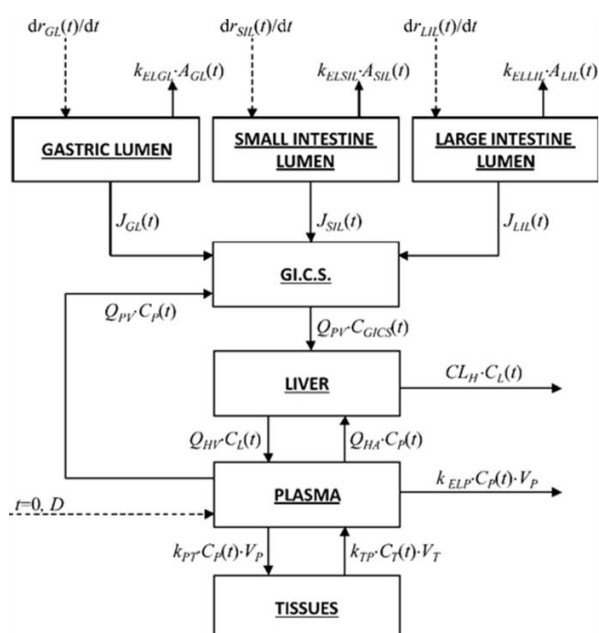 dr_GL(t)/dt dr_SIL(t)/dt dr_LIL(t)/dt
k_ELGL·A_GL(t) k_ELSIL·A_SIL(t) k_ELLIL·A_LIL(t)
GASTRIC LUMEN
SMALL INTESTINE
LUMEN
LARGE INTESTINE
LUMEN
J_GL(t) J_SIL(t) J_LIL(t)
GI.C.S.
Q_PV·C_P(t) Q_PV·C_GICS(t)
LIVER
CL_H·C_L(t)
Q_HV·C_L(t) Q_HA·C_P(t)
PLASMA
k_ELP·C_P(t)·V_P
t=0, D
k_PT·C_P(t)·V_P k_TP·C_T(t)·V_T
TISSUES